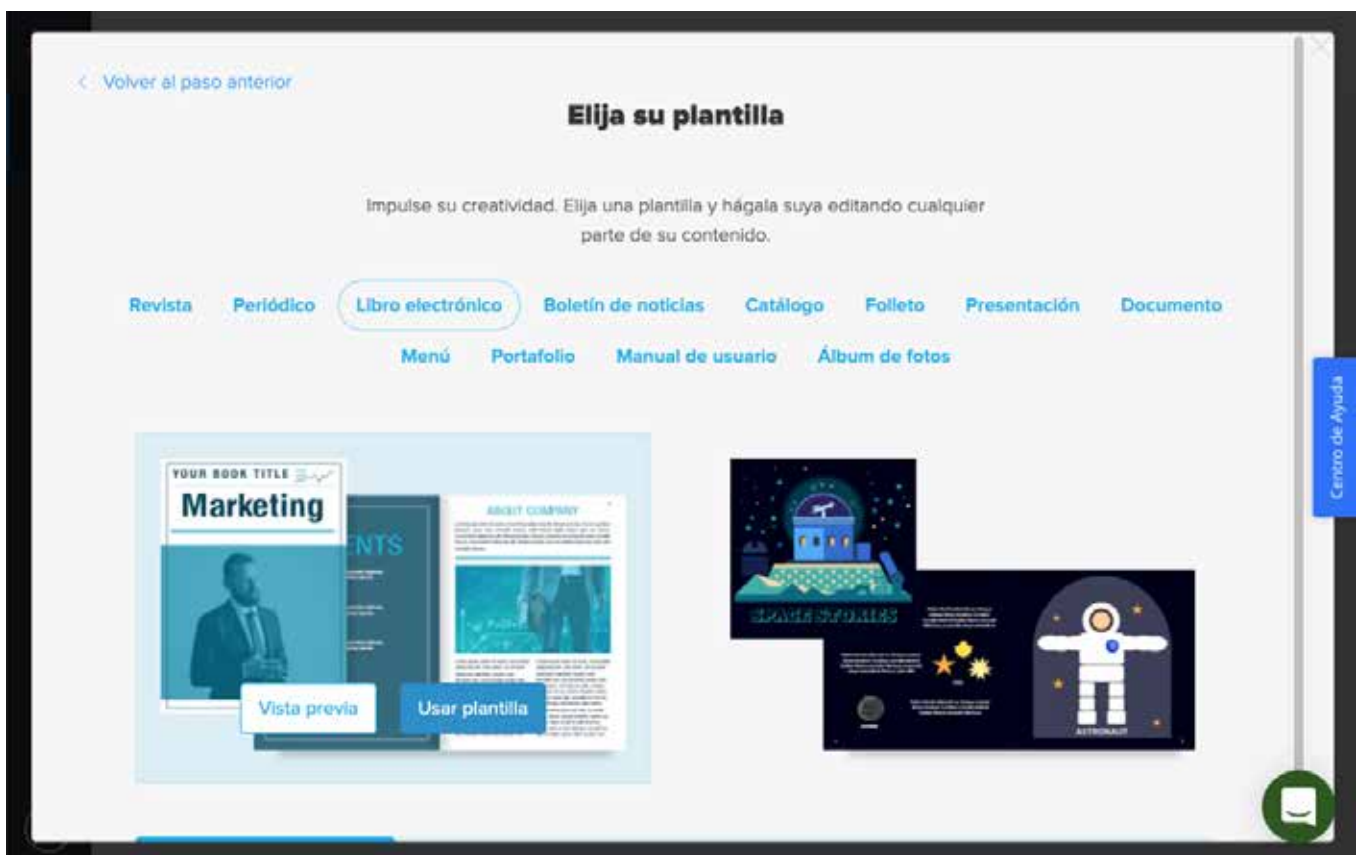 < Volver al paso anterior
Elija su plantilla
Impulse su creatividad. Elija una plantilla y hágala suya editando cualquier
parte de su contenido.
Revista Periódico Libro electrónico Boletín de noticias Catálogo Folleto Presentación Documento
Menú Portafolio Manual de usuario Álbum de fotos
Centro de Ayuda
YOUR BOOK TITLE
Marketing
ENTS
ABOUT COMPANY
Vista previa Usar plantilla
SPACE STORIES
ASTRONAUT